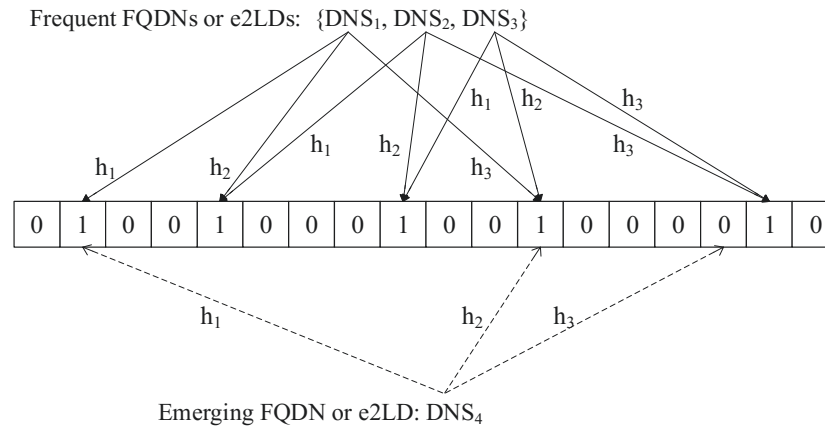 Frequent FQDNs or e2LDs: {DNS₁, DNS₂, DNS₃}
h₁ h₂ h₃
h₁ h₂ h₃
h₁ h₂ h₃
0 1 0 0 1 0 0 0 1 0 0 1 0 0 0 0 1 0
h₁ h₂ h₃
Emerging FQDN or e2LD: DNS₄